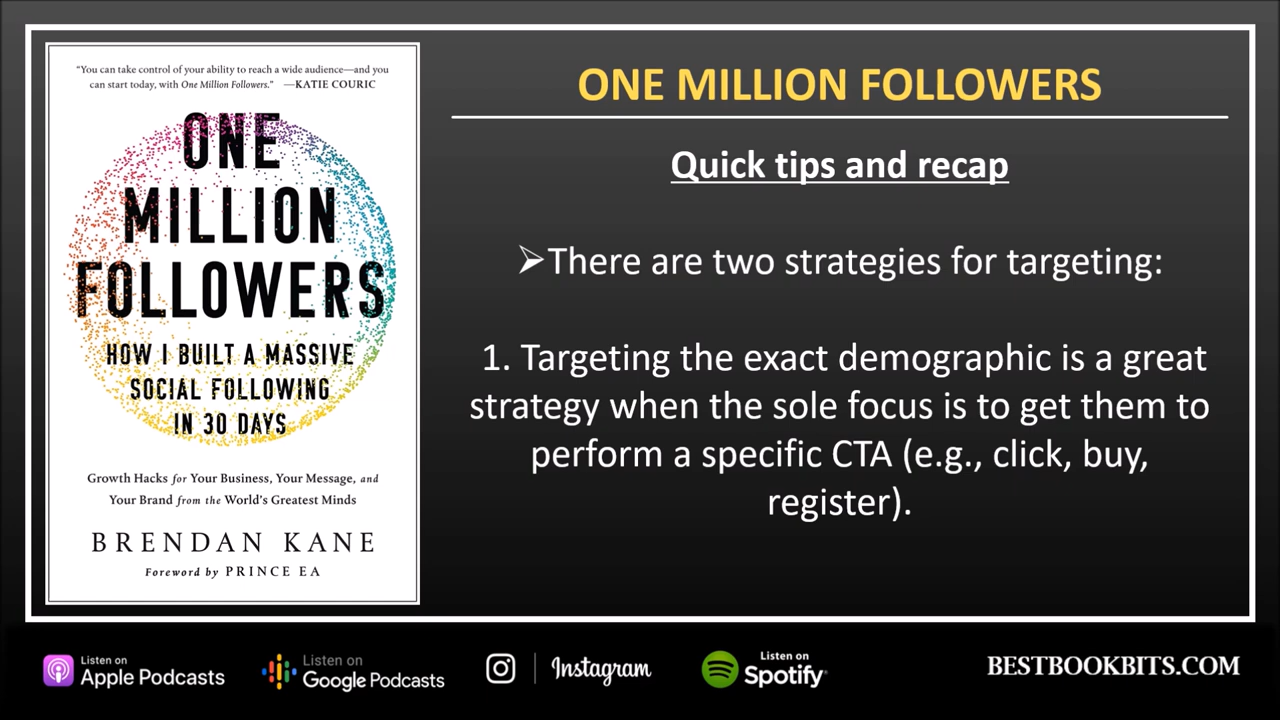 “You can take control of your ability to reach a wide audience—and you
can start today, with One Million Followers.” —KATIE COURIC
ONE
MILLION
FOLLOWERS
HOW I BUILT A MASSIVE
SOCIAL FOLLOWING
IN 30 DAYS
Growth Hacks for Your Business, Your Message, and
Your Brand from the World’s Greatest Minds
BRENDAN KANE
Foreword by PRINCE EA
ONE MILLION FOLLOWERS
Quick tips and recap
➢There are two strategies for targeting:
1. Targeting the exact demographic is a great
strategy when the sole focus is to get them to
perform a specific CTA (e.g., click, buy,
register).
Listen on
Apple Podcasts
Listen on
Google Podcasts
Instagram
Listen on
Spotify
BESTBOOKBITS.COM